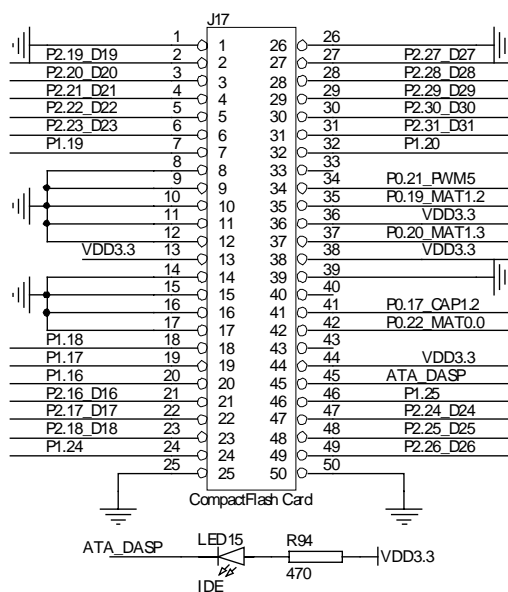 J17
1 1 26 26
P2.19_D19 2 2 27 27 P2.27_D27
P2.20_D20 3 3 28 28 P2.28_D28
P2.21_D21 4 4 29 29 P2.29_D29
P2.22_D22 5 5 30 30 P2.30_D30
P2.23_D23 6 6 31 31 P2.31_D31
P1.19 7 7 32 32 P1.20
8 8 33 33
9 9 34 34 P0.21_PWM5
10 10 35 35 P0.19_MAT1.2
11 11 36 36 VDD3.3
12 12 37 37 P0.20_MAT1.3
VDD3.3 13 13 38 38 VDD3.3
14 14 39 39
15 15 40 40
16 16 41 41 P0.17_CAP1.2
17 17 42 42 P0.22_MAT0.0
P1.18 18 18 43 43
P1.17 19 19 44 44 VDD3.3
P1.16 20 20 45 45 ATA_DASP
P2.16_D16 21 21 46 46 P1.25
P2.17_D17 22 22 47 47 P2.24_D24
P2.18_D18 23 23 48 48 P2.25_D25
P1.24 24 24 49 49 P2.26_D26
25 25 50 50
CompactFlash Card
LED15 R94
ATA_DASP VDD3.3
IDE 470